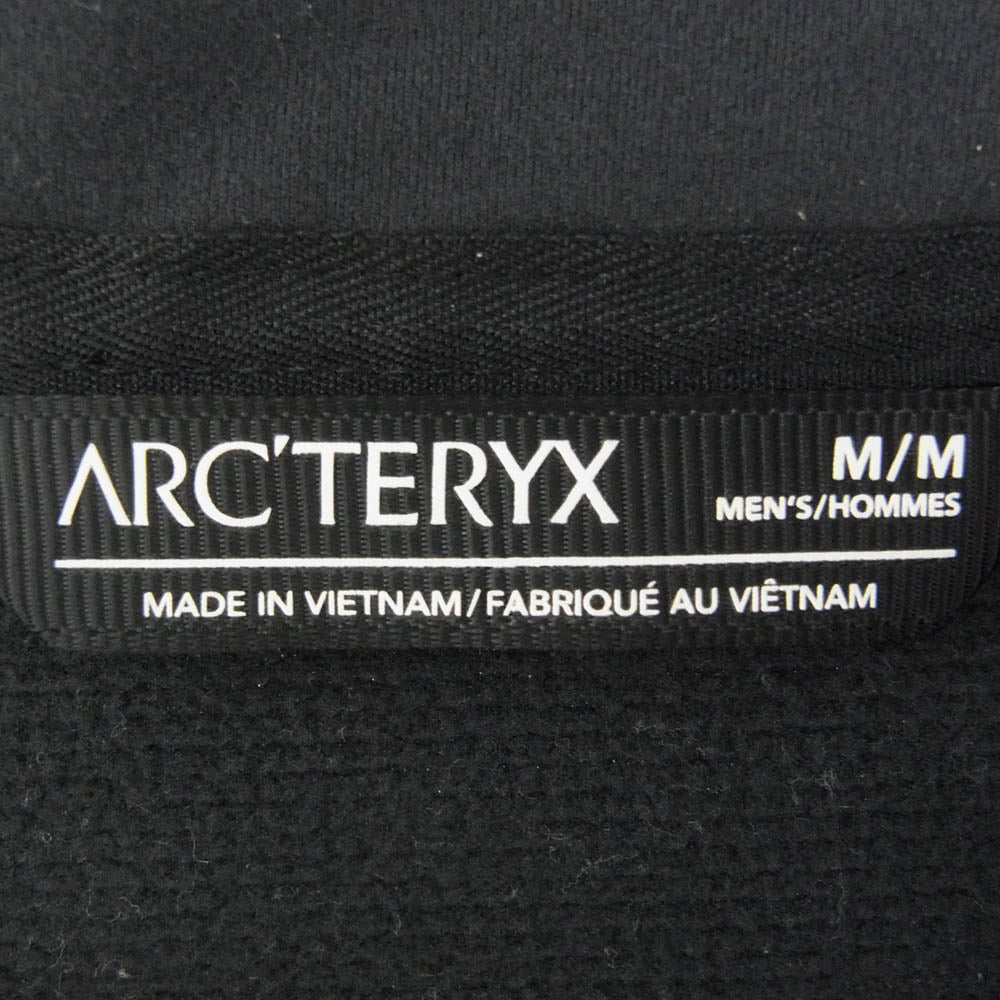 ARC'TERYX
M/M
MEN'S/HOMMES
MADE IN VIETNAM/FABRIQUÉ AU VIÊTNAM